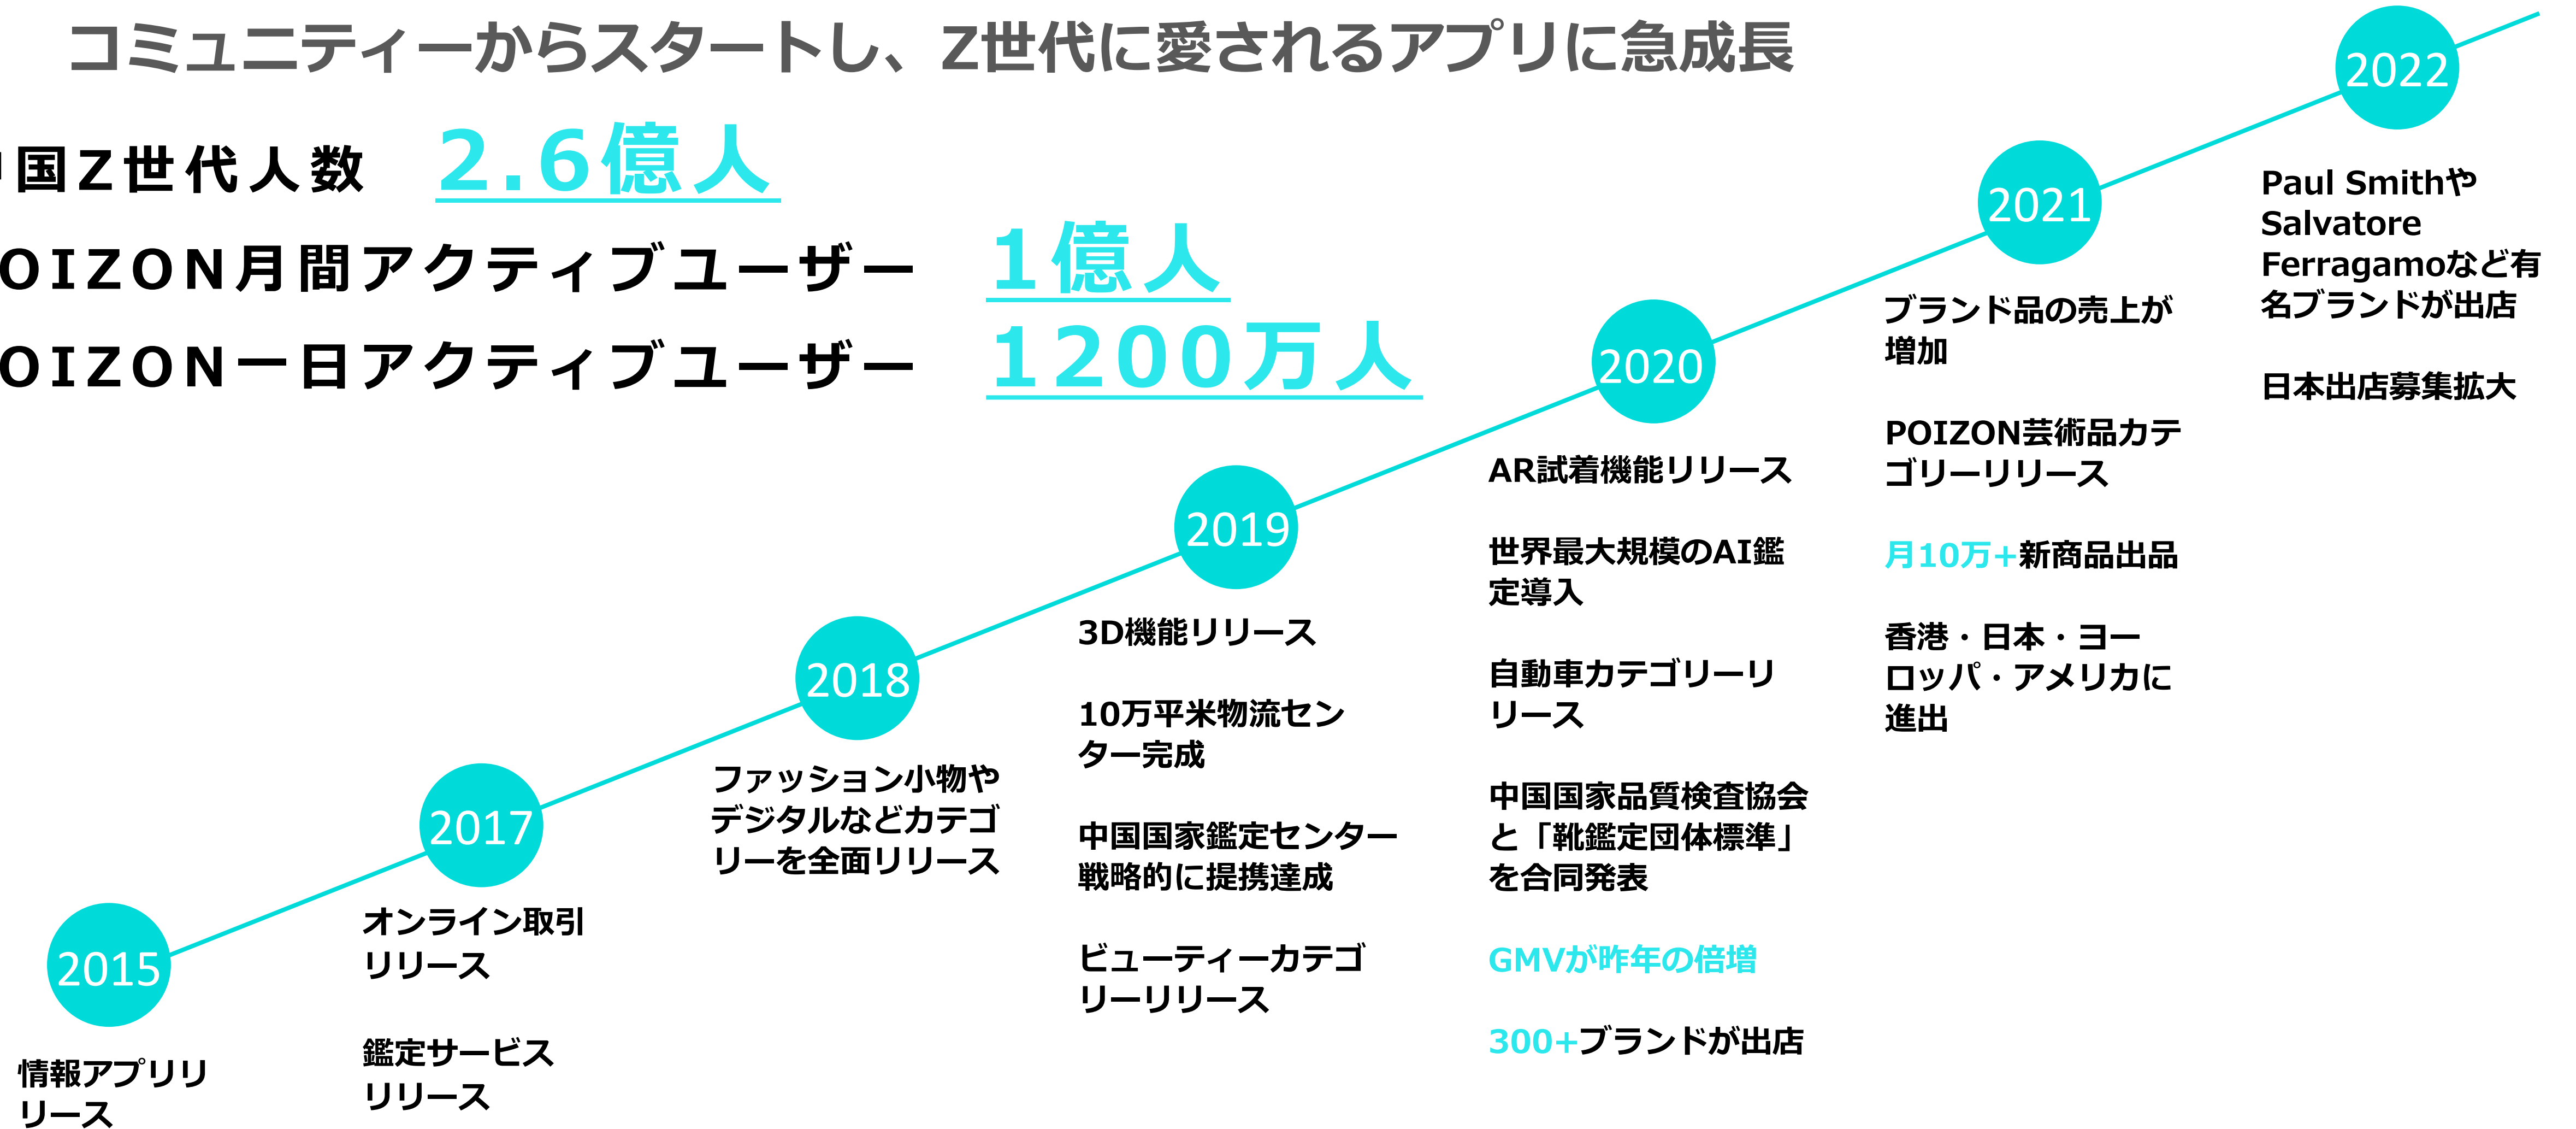 コミュニティーからスタートし、Z世代に愛されるアプリに急成長
国Z世代人数 2.6億人
OIZON月間アクティブユーザー 1億人
OIZON一日アクティブユーザー 1200万人
2015
情報アプリリ
リース
2017
オンライン取引
リリース
鑑定サービス
リリース
2018
ファッション小物や
デジタルなどカテゴ
リーを全面リリース
2019
3D機能リリース
10万平米物流セン
ター完成
中国国家鑑定センター
戦略的に提携達成
ビューティーカテゴ
リーリリース
2020
AR試着機能リリース
世界最大規模のAI鑑
定導入
自動車カテゴリーリ
リース
中国国家品質検査協会
と「靴鑑定団体標準」
を合同発表
GMVが昨年の倍増
300+ブランドが出店
2021
ブランド品の売上が
増加
POIZON芸術品カテ
ゴリーリリース
月10万+新商品出品
香港・日本・ヨー
ロッパ・アメリカに
進出
2022
Paul Smithや
Salvatore
Ferragamoなど有
名ブランドが出店
日本出店募集拡大